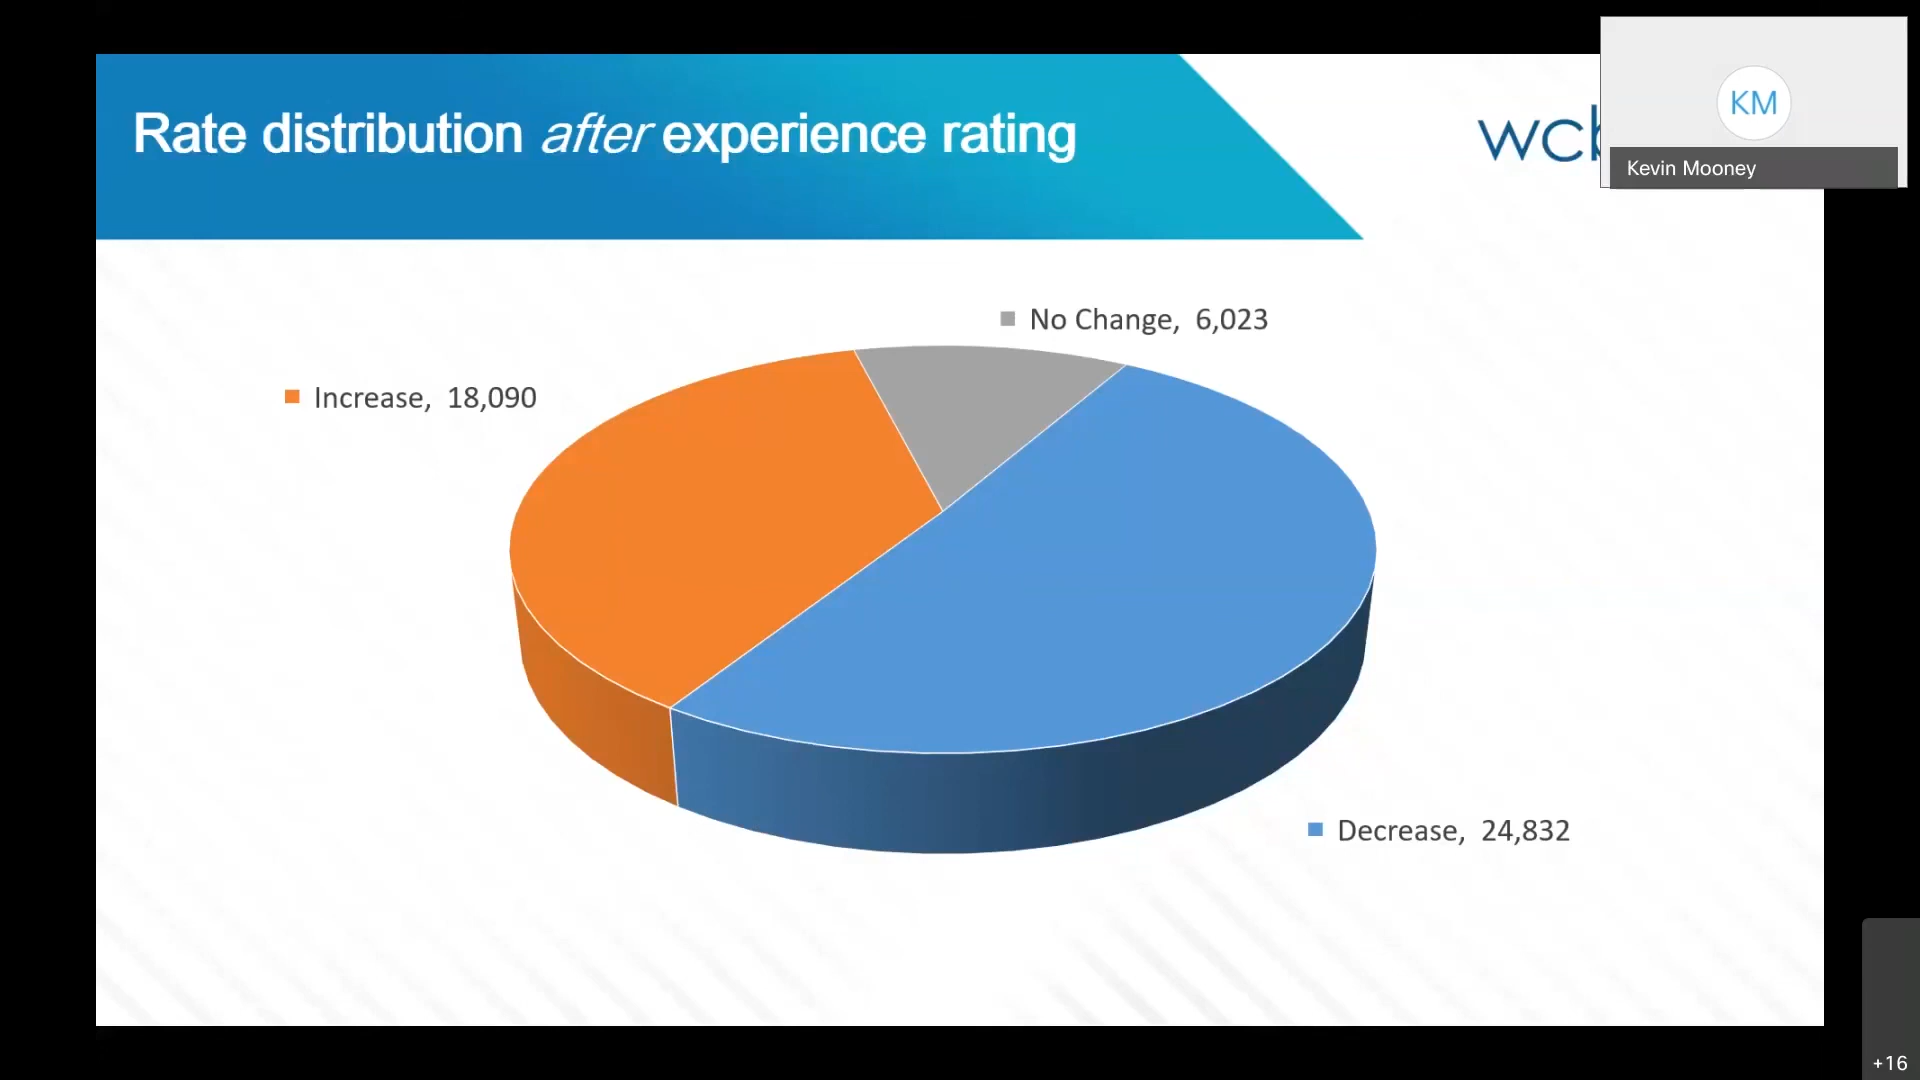 Rate distribution after experience rating
KM
Kevin Mooney
No Change, 6,023
Increase, 18,090
Decrease, 24,832
+16